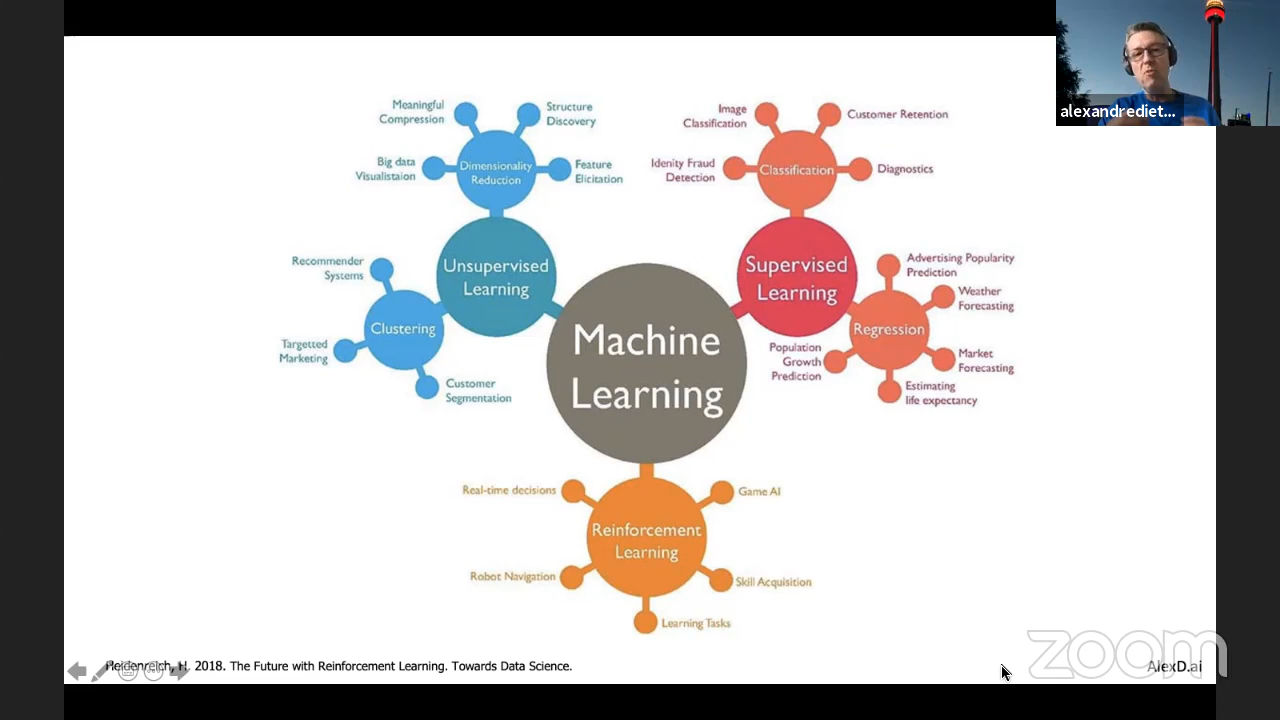 alexandrediet...
Meaningful
Compression
Structure
Discovery
Big data
Visualistaion
Dimensionality
Reduction
Feature
Elicitation
Image
Classification
Customer Retention
Idenity Fraud
Detection
Classification
Diagnostics
Recommender
Systems
Unsupervised
Learning
Clustering
Targetted
Marketing
Customer
Segmentation
Machine
Learning
Supervised
Learning
Advertising Popularity
Prediction
Weather
Forecasting
Regression
Population
Growth
Prediction
Market
Forecasting
Estimating
life expectancy
Real-time decisions
Game AI
Reinforcement
Learning
Robot Navigation
Skill Acquisition
Learning Tasks
Heidenreich, H. 2018. The Future with Reinforcement Learning. Towards Data Science.
zoom
AlexD.ai